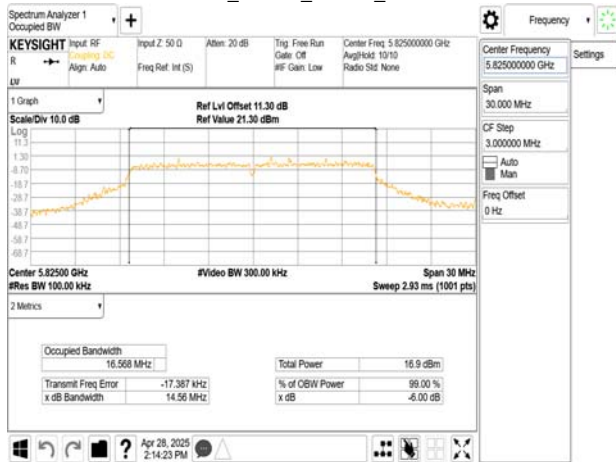 Spectrum Analyzer 1
Occupied BW
Frequency
KEYSIGHT
Input: RF
Coupling: DC
Align: Auto
Input Z: 50 Ω
Freq Ref: Int (S)
Atten: 20 dB
Trig: Free Run
Gate: Off
#IF Gain: Low
Center Freq: 5.825000000 GHz
Avg|Hold: 10/10
Radio Std: None
R
LVI
1 Graph
Scale/Div 10.0 dB
Ref Lvl Offset 11.30 dB
Ref Value 21.30 dBm
Log
11.3
1.30
-8.70
-18.7
-28.7
-38.7
-48.7
-58.7
-68.7
Center 5.82500 GHz
#Video BW 300.00 kHz
Span 30 MHz
#Res BW 100.00 kHz
Sweep 2.93 ms (1001 pts)
2 Metrics
Occupied Bandwidth
16.568 MHz
Total Power
16.9 dBm
Transmit Freq Error
-17.387 kHz
% of OBW Power
99.00 %
x dB Bandwidth
14.56 MHz
x dB
-6.00 dB
Apr 28, 2025
2:14:23 PM
Center Frequency
5.825000000 GHz
Settings
Span
30.000 MHz
CF Step
3.000000 MHz
Auto
Man
Freq Offset
0 Hz